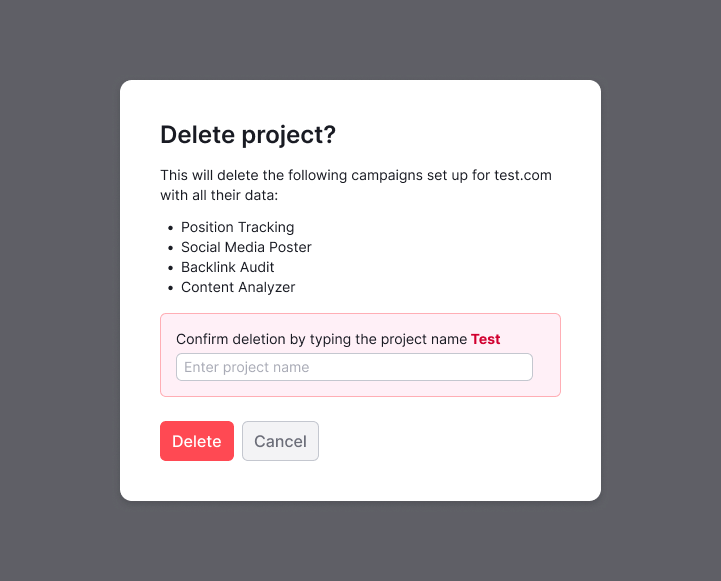 Delete project?
This will delete the following campaigns set up for test.com
with all their data:
• Position Tracking
• Social Media Poster
• Backlink Audit
• Content Analyzer
Confirm deletion by typing the project name Test
Enter project name
Delete
Cancel